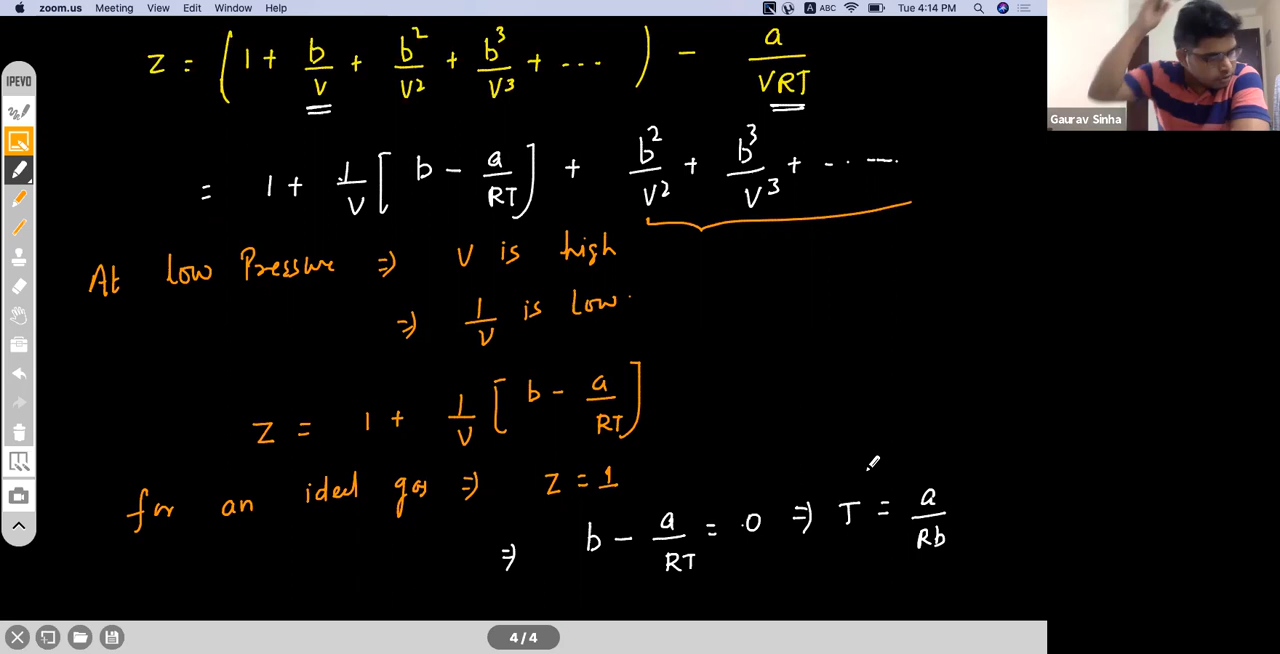 zoom.us Meeting View Edit Window Help
A ABC Tue 4:14 PM
IPEVO
Z = (1 + b/V + b²/V² + b³/V³ + ...) - a/VRT
= 1 + 1/V [b - a/RT] + b²/V² + b³/V³ + .....
At low Pressure ⇒ V is high
⇒ 1/V is low.
Z = 1 + 1/V [b - a/RT]
for an ideal gas ⇒ Z = 1
⇒ b - a/RT = 0 ⇒ T = a/Rb
4/4
Gaurav Sinha